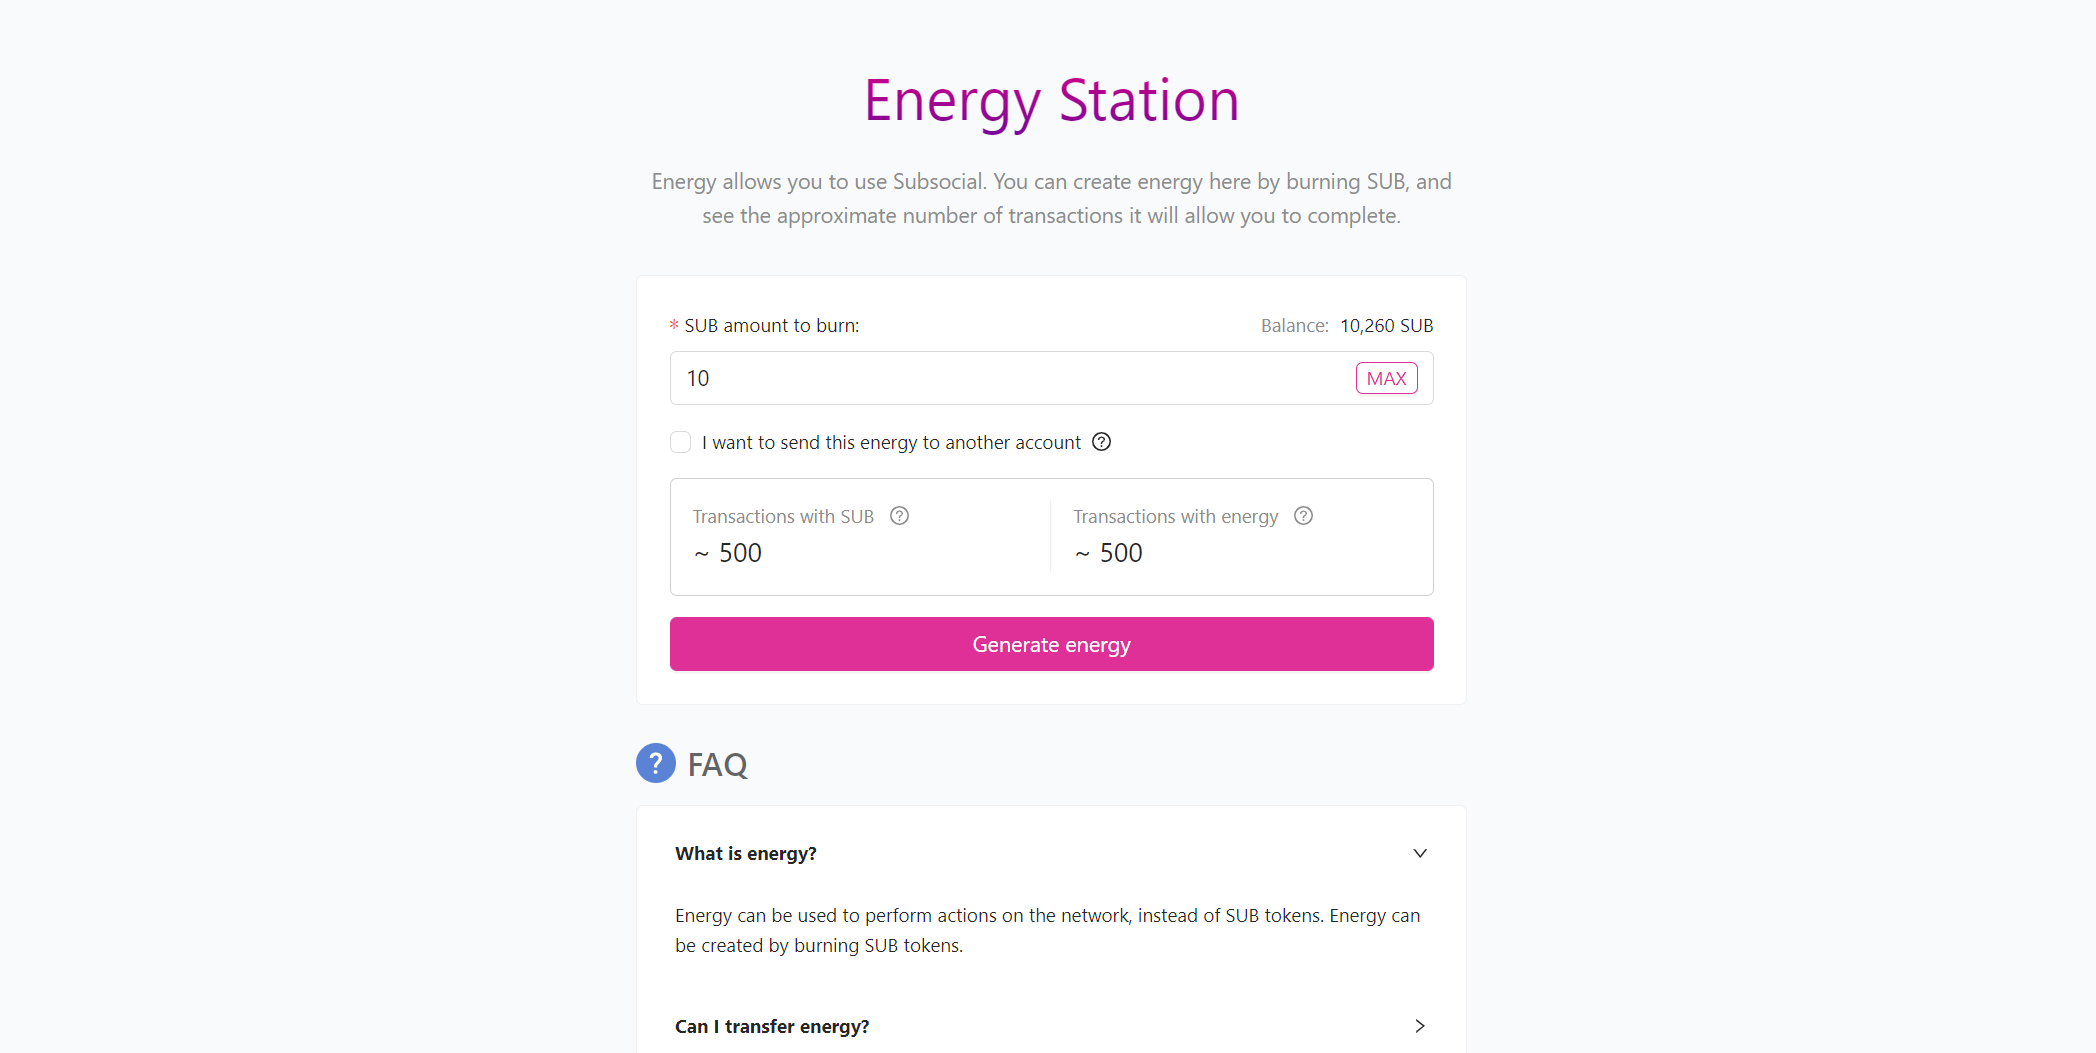 Energy Station
Energy allows you to use Subsocial. You can create energy here by burning SUB, and
see the approximate number of transactions it will allow you to complete.
* SUB amount to burn:
Balance: 10,260 SUB
10
MAX
I want to send this energy to another account ?
Transactions with SUB ?
~ 500
Transactions with energy ?
~ 500
Generate energy
? FAQ
What is energy?
Energy can be used to perform actions on the network, instead of SUB tokens. Energy can
be created by burning SUB tokens.
Can I transfer energy?